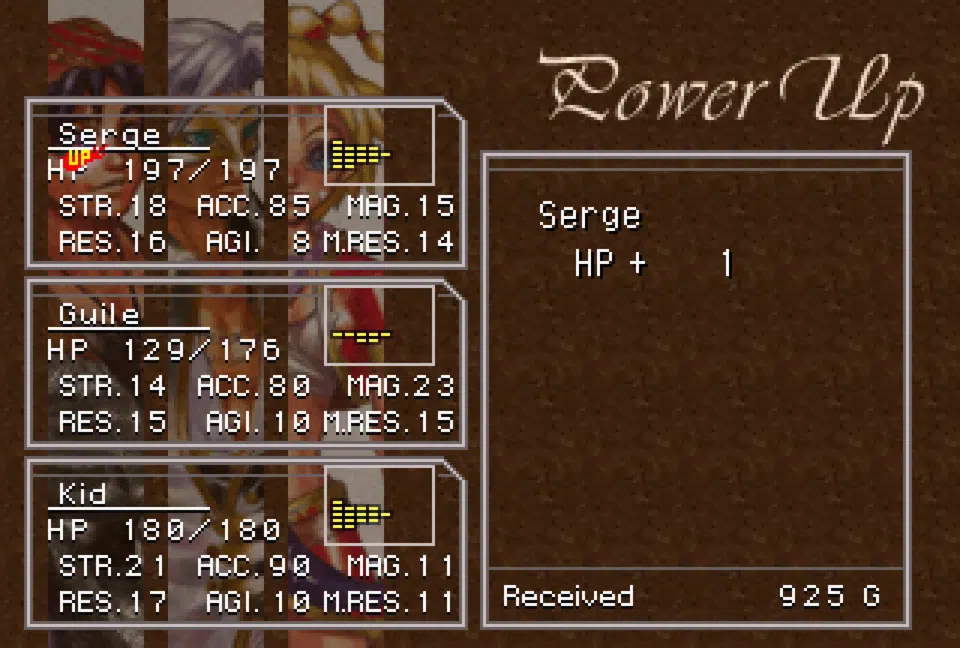 Power Up
Serge
UP
HP 197/197
STR.18 ACC.85 MAG.15
RES.16 AGI. 8 M.RES.14
Guile
HP 129/176
STR.14 ACC.80 MAG.23
RES.15 AGI.10 M.RES.15
Kid
HP 180/180
STR.21 ACC.90 MAG.11
RES.17 AGI.10 M.RES.11
Serge
HP + 1
Received 925 G